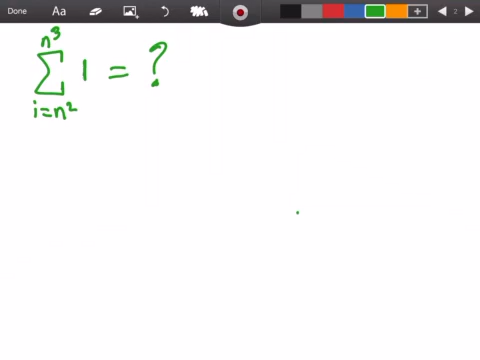 Done Aa 2
n³
∑ 1 = ?
i=n²